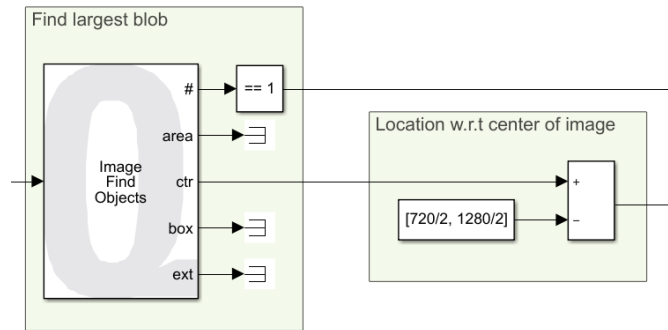 Find largest blob
#
== 1
area
Image
Find
Objects
ctr
box
ext
Location w.r.t center of image
+
[720/2, 1280/2]
−